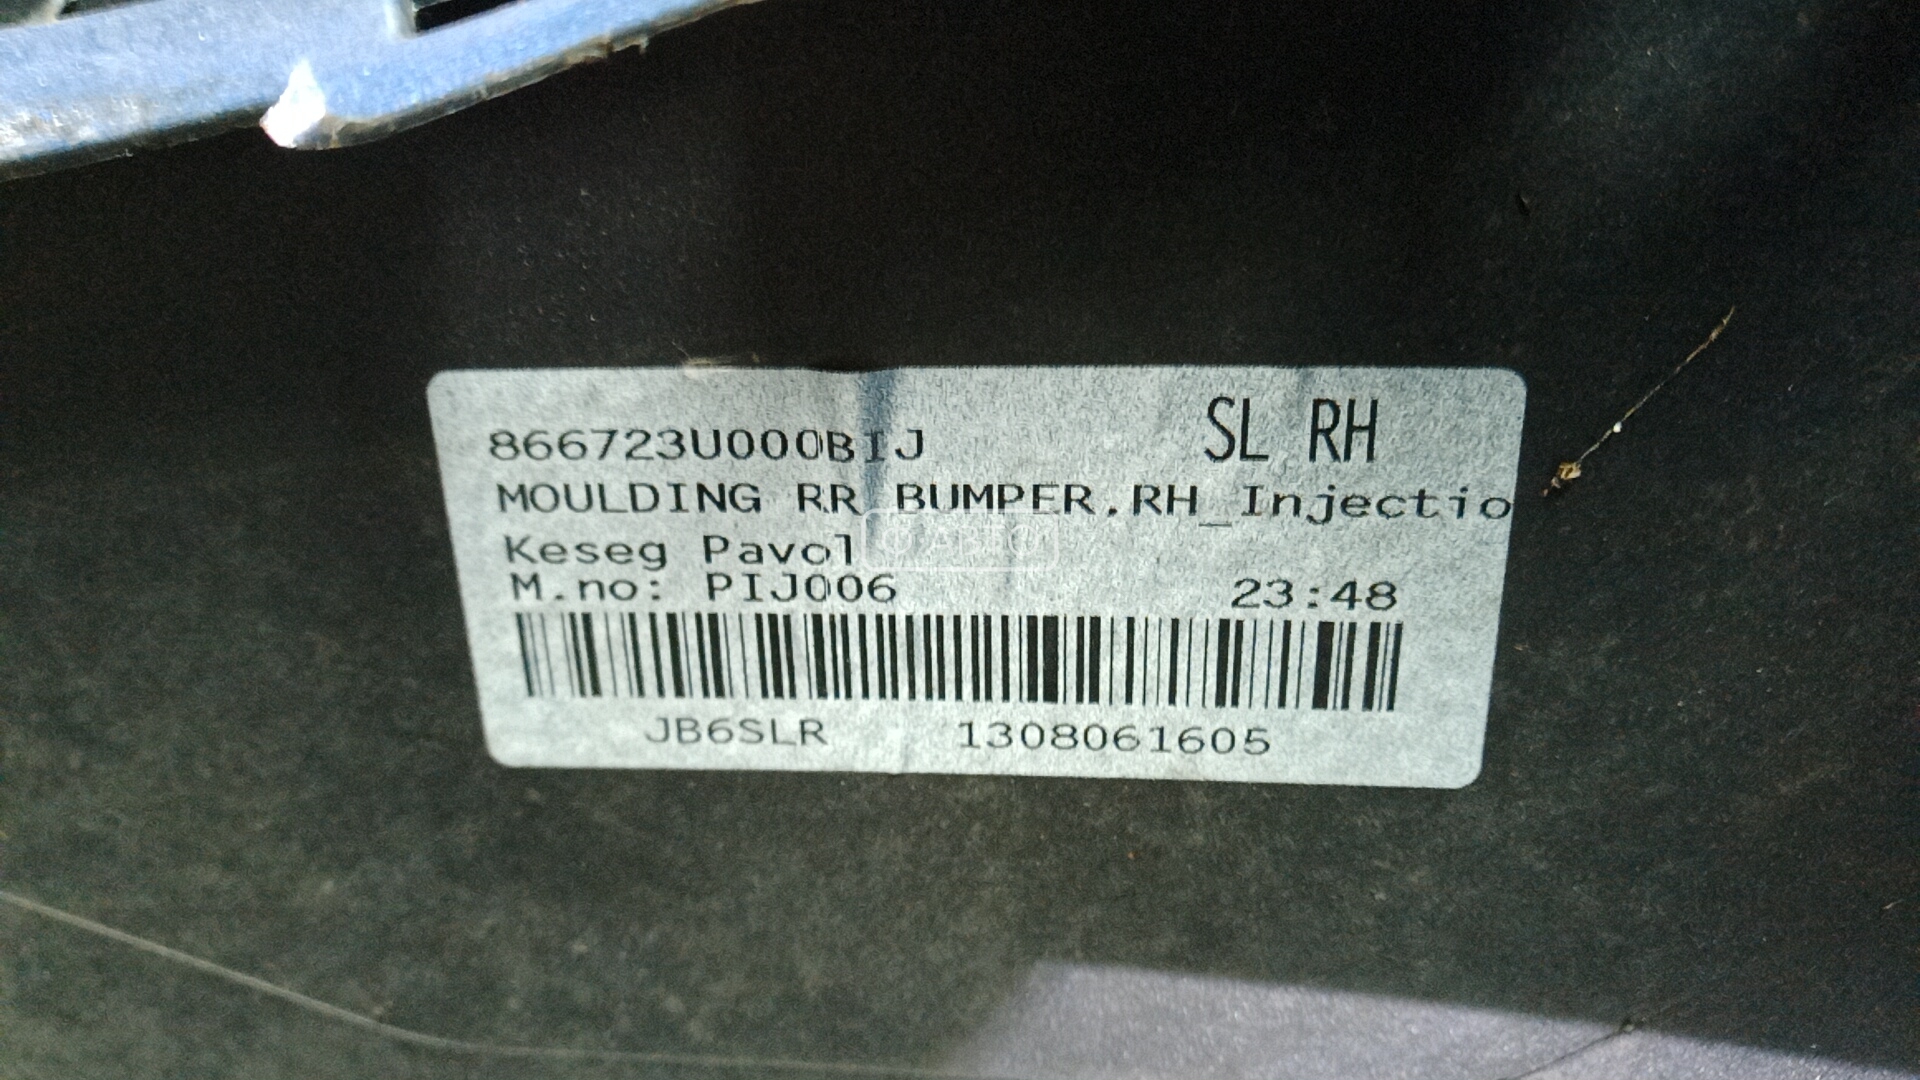 866723U000BIJ SL RH
MOULDING RR BUMPER.RH_Injectio
Keseg Pavol
M.no: PIJ006 23:48
JB6SLR 1308061605